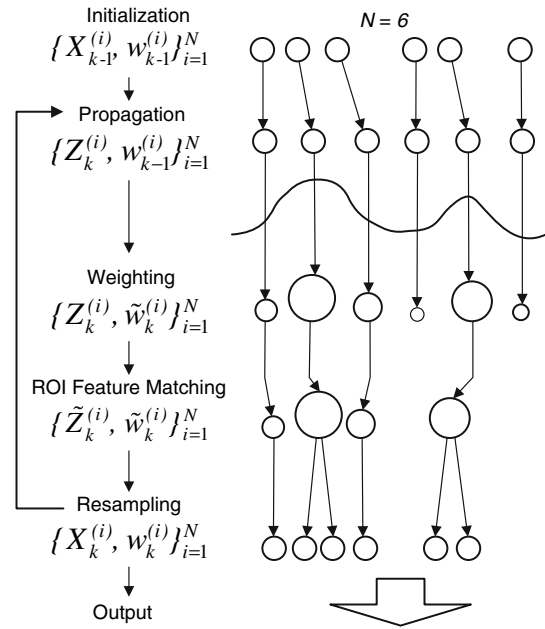 Initialization
N = 6
{X_{k-1}^{(i)}, w_{k-1}^{(i)}}_{i=1}^{N}
Propagation
{Z_k^{(i)}, w_{k-1}^{(i)}}_{i=1}^{N}
Weighting
{Z_k^{(i)}, w̃_k^{(i)}}_{i=1}^{N}
ROI Feature Matching
{Z̃_k^{(i)}, w̃_k^{(i)}}_{i=1}^{N}
Resampling
{X_k^{(i)}, w_k^{(i)}}_{i=1}^{N}
Output